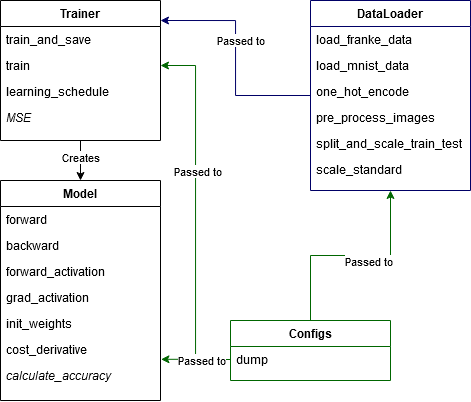 Trainer
train_and_save
train
learning_schedule
MSE
DataLoader
load_franke_data
load_mnist_data
one_hot_encode
pre_process_images
split_and_scale_train_test
scale_standard
Passed to
Creates
Passed to
Model
forward
backward
forward_activation
grad_activation
init_weights
cost_derivative
calculate_accuracy
Passed to
Configs
dump
Passed to